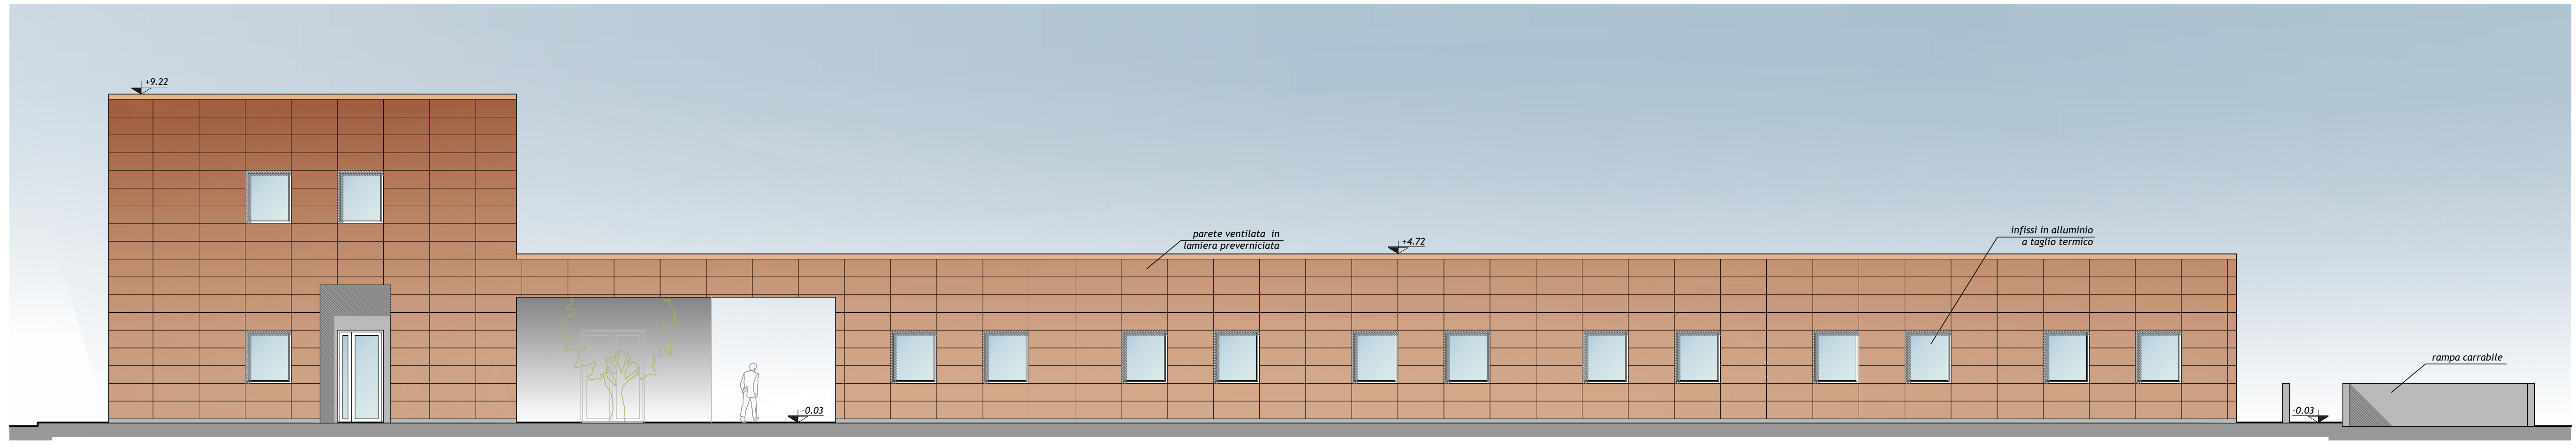 +9.22
parete ventilata in
lamiera preverniciata
+4.72
infissi in alluminio
a taglio termico
rampa carrabile
-0.03
-0.03